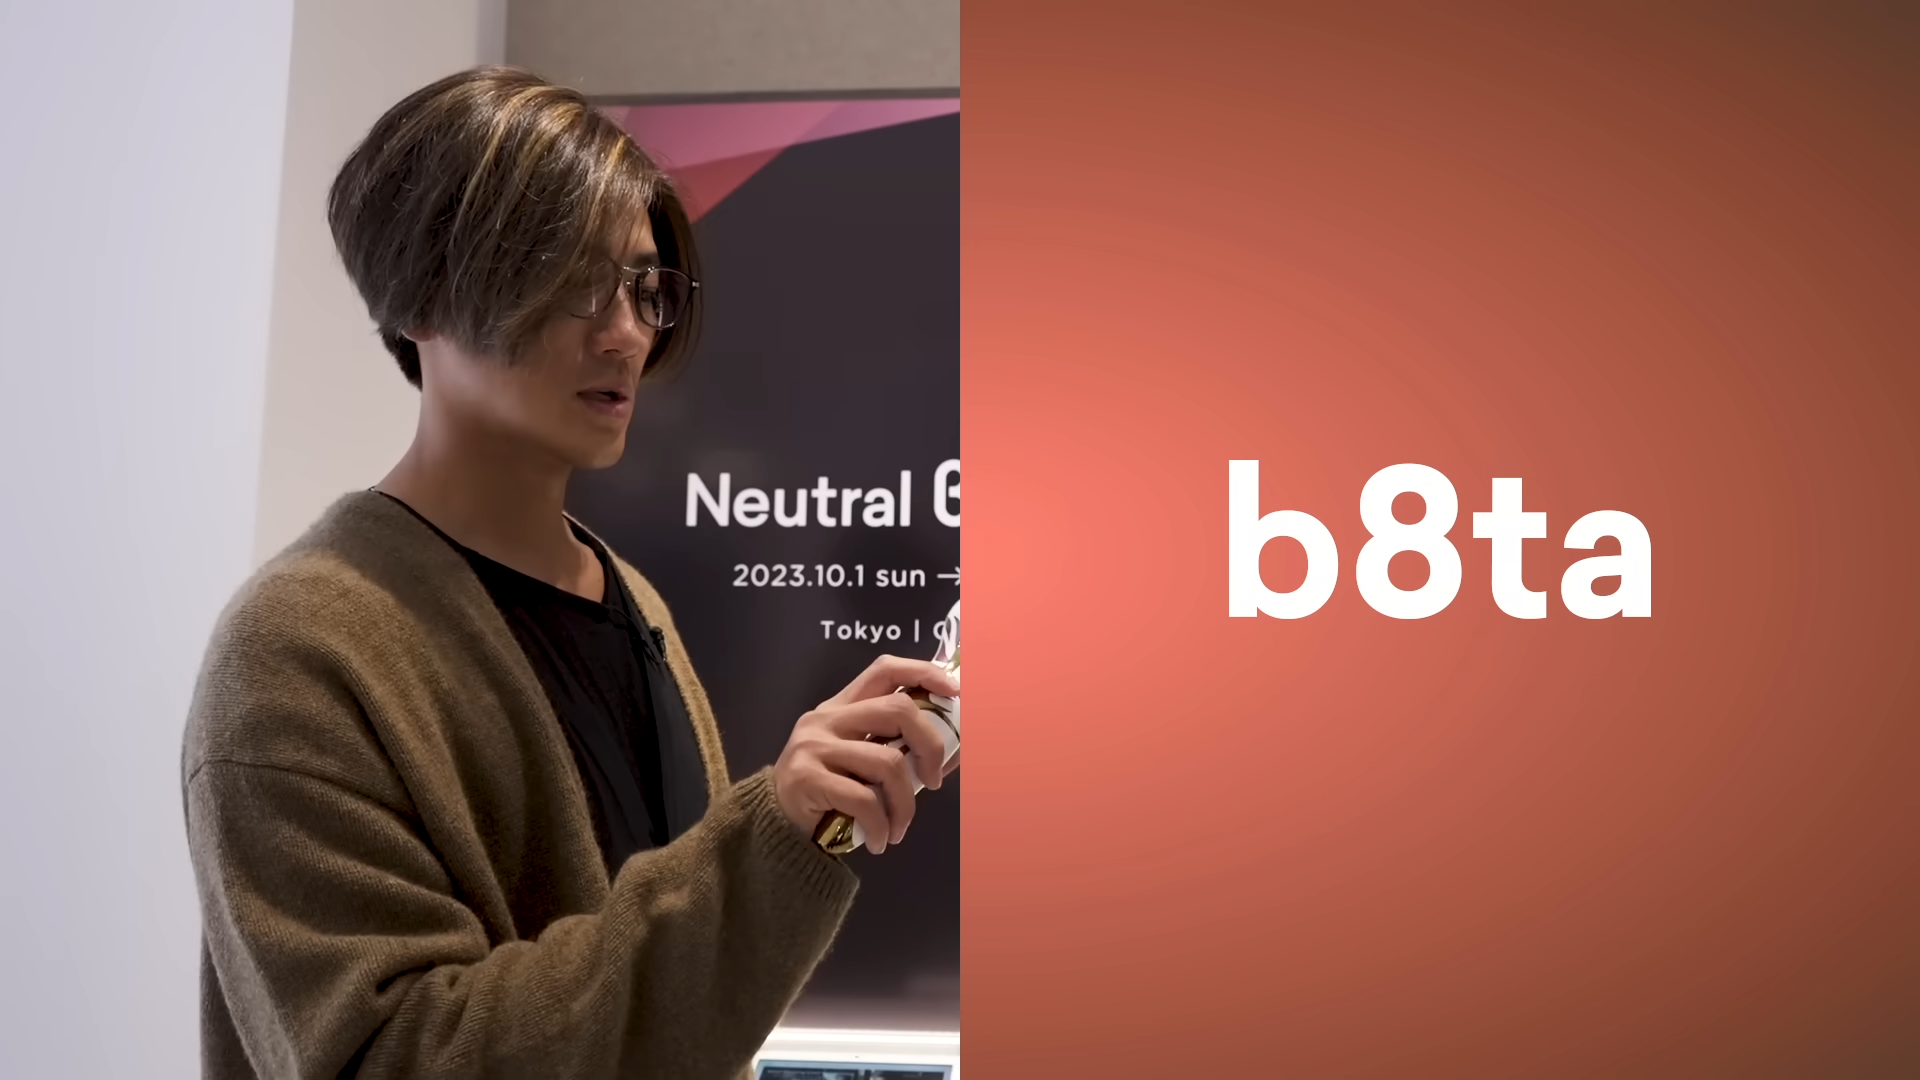 Neutral
2023.10.1 sun →
Tokyo |
b8ta